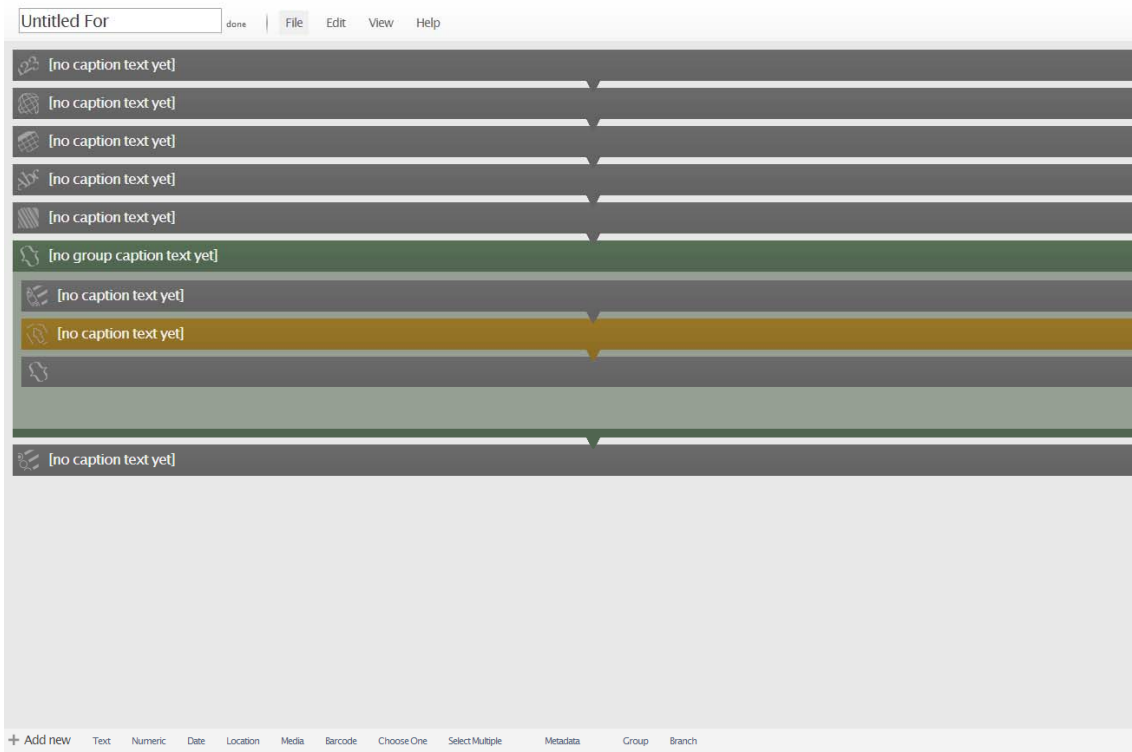 Untitled For done File Edit View Help
[no caption text yet]
[no caption text yet]
[no caption text yet]
[no caption text yet]
[no caption text yet]
[no group caption text yet]
[no caption text yet]
[no caption text yet]
[no caption text yet]
+ Add new Text Numeric Date Location Media Barcode Choose One Select Multiple Metadata Group Branch